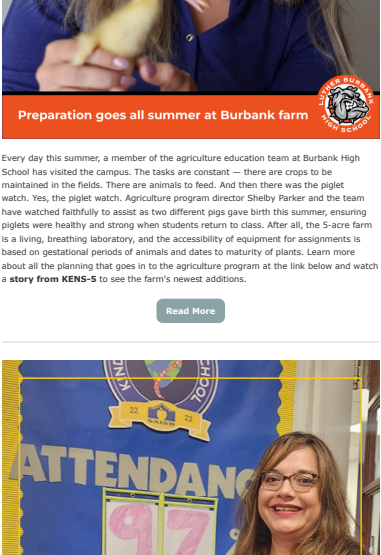 LUTHER BURBANK
HIGH SCHOOL
Preparation goes all summer at Burbank farm
Every day this summer, a member of the agriculture education team at Burbank High
School has visited the campus. The tasks are constant — there are crops to be
maintained in the fields. There are animals to feed. And then there was the piglet
watch. Yes, the piglet watch. Agriculture program director Shelby Parker and the team
have watched faithfully to assist as two different pigs gave birth this summer, ensuring
piglets were healthy and strong when students return to class. After all, the 5-acre farm
is a living, breathing laboratory, and the accessibility of equipment for assignments is
based on gestational periods of animals and dates to maturity of plants. Learn more
about all the planning that goes in to the agriculture program at the link below and watch
a story from KENS-5 to see the farm's newest additions.
Read More
22 23
SAISD
ATTENDANC
97